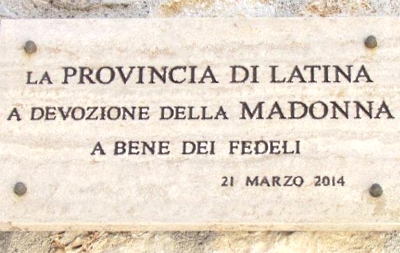 LA PROVINCIA DI LATINA
A DEVOZIONE DELLA MADONNA
A BENE DEI FEDELI
21 MARZO 2014